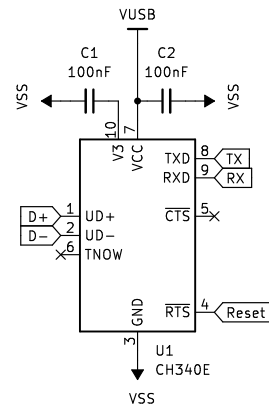 VUSB
C1
100nF
C2
100nF
VSS
VSS
10
V3
7
VCC
TXD
8
TX
RXD
9
RX
D+
1
UD+
D-
2
UD-
6
TNOW
CTS
5
GND
3
RTS
4
Reset
U1
CH340E
VSS